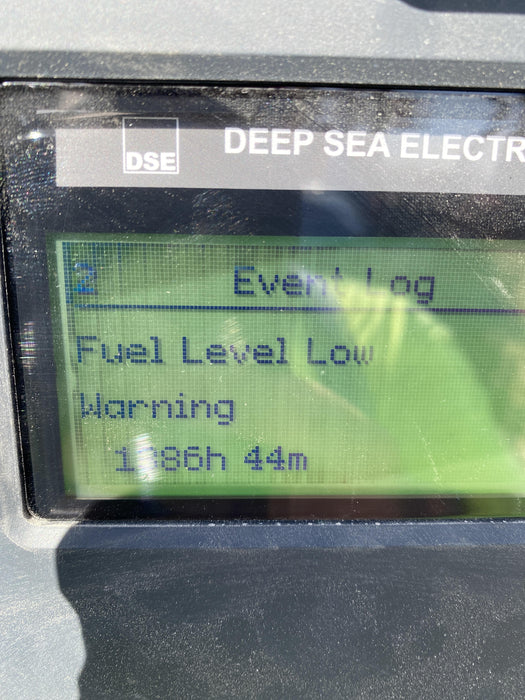 DSE
DEEP SEA ELECTR
2
Event Log
Fuel Level Low
Warning
44m